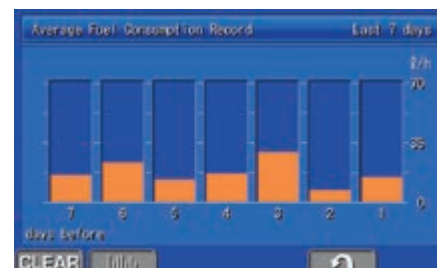 Average Fuel Consumption Record Last 7 days
ℓ/h
70
35
0
7 6 5 4 3 2 1
days before
CLEAR